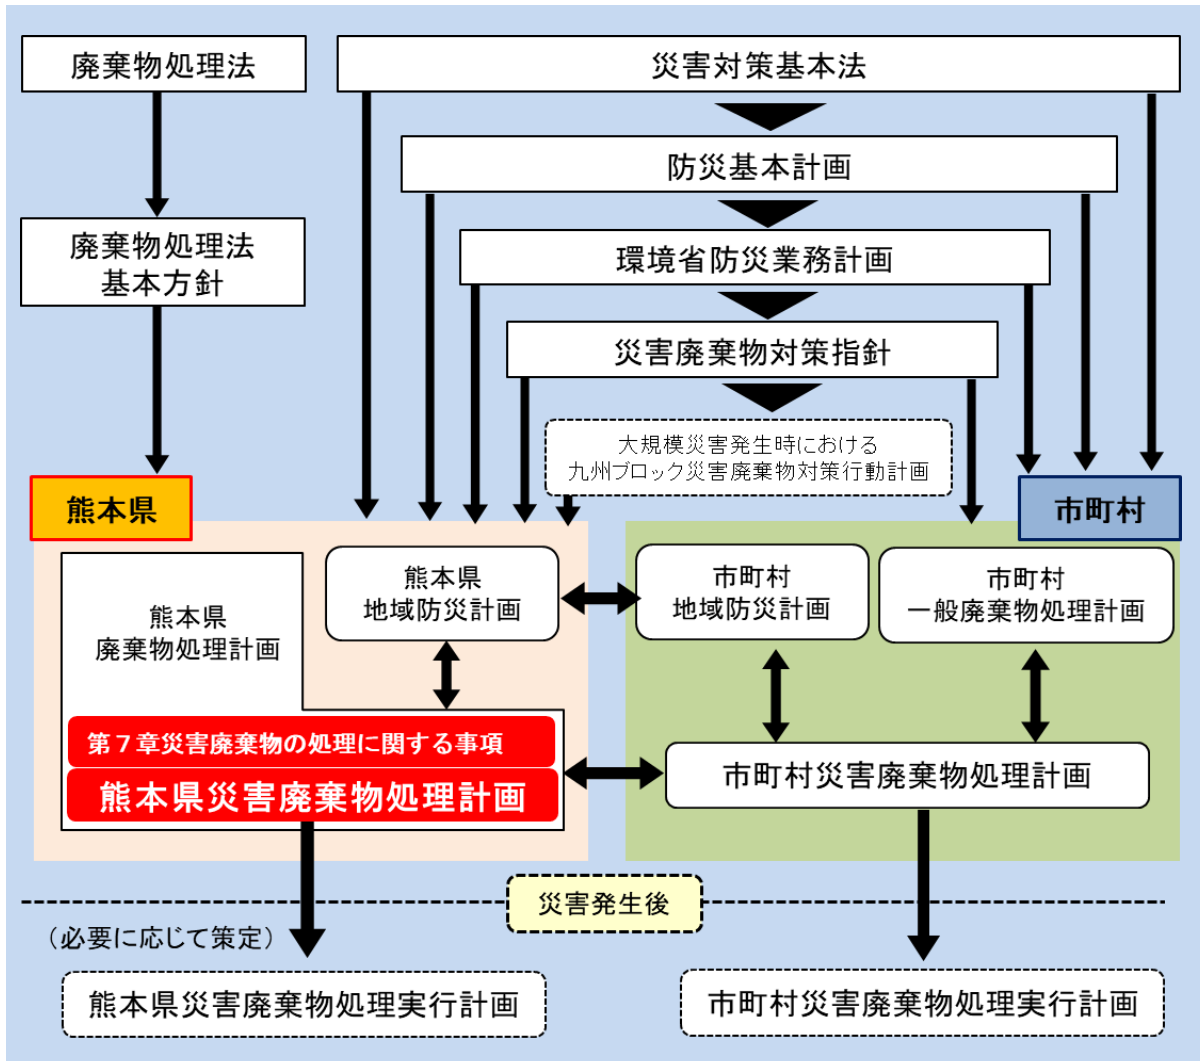 廃棄物処理法
災害対策基本法
防災基本計画
廃棄物処理法
基本方針
環境省防災業務計画
災害廃棄物対策指針
大規模災害発生時における
九州ブロック災害廃棄物対策行動計画
熊本県
市町村
熊本県
廃棄物処理計画
熊本県
地域防災計画
市町村
地域防災計画
市町村
一般廃棄物処理計画
第7章災害廃棄物の処理に関する事項
熊本県災害廃棄物処理計画
市町村災害廃棄物処理計画
災害発生後
（必要に応じて策定）
熊本県災害廃棄物処理実行計画
市町村災害廃棄物処理実行計画